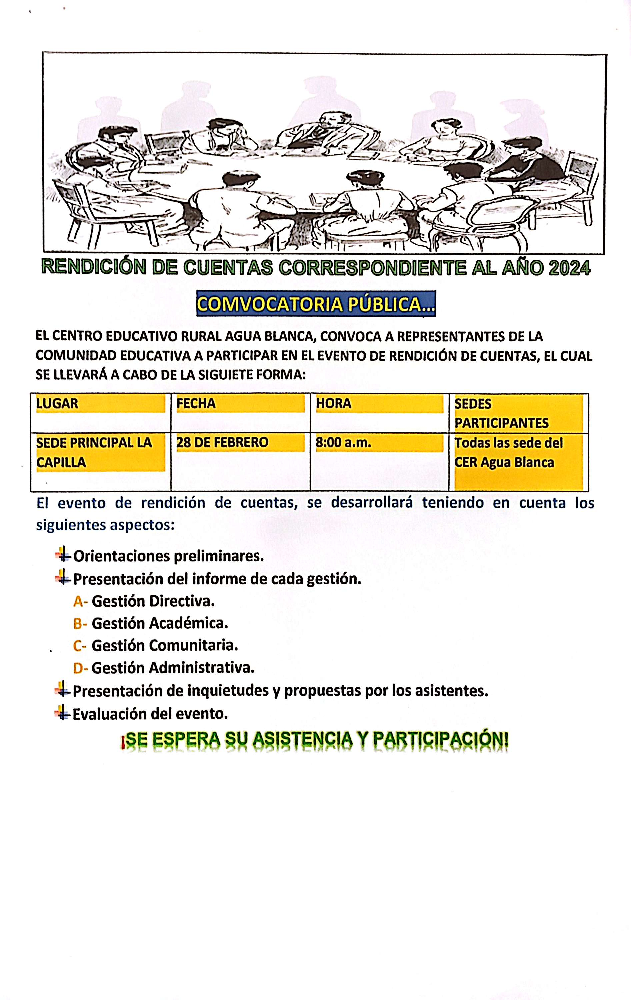 RENDICIÓN DE CUENTAS CORRESPONDIENTE AL AÑO 2024
COMVOCATORIA PÚBLICA...
EL CENTRO EDUCATIVO RURAL AGUA BLANCA, CONVOCA A REPRESENTANTES DE LA
COMUNIDAD EDUCATIVA A PARTICIPAR EN EL EVENTO DE RENDICIÓN DE CUENTAS, EL CUAL
SE LLEVARÁ A CABO DE LA SIGUIETE FORMA:
LUGAR FECHA HORA SEDES
PARTICIPANTES
SEDE PRINCIPAL LA 28 DE FEBRERO 8:00 a.m. Todas las sede del
CAPILLA CER Agua Blanca
El evento de rendición de cuentas, se desarrollará teniendo en cuenta los
siguientes aspectos:
Orientaciones preliminares.
Presentación del informe de cada gestión.
A- Gestión Directiva.
B- Gestión Académica.
C- Gestión Comunitaria.
D- Gestión Administrativa.
Presentación de inquietudes y propuestas por los asistentes.
Evaluación del evento.
¡SE ESPERA SU ASISTENCIA Y PARTICIPACIÓN!